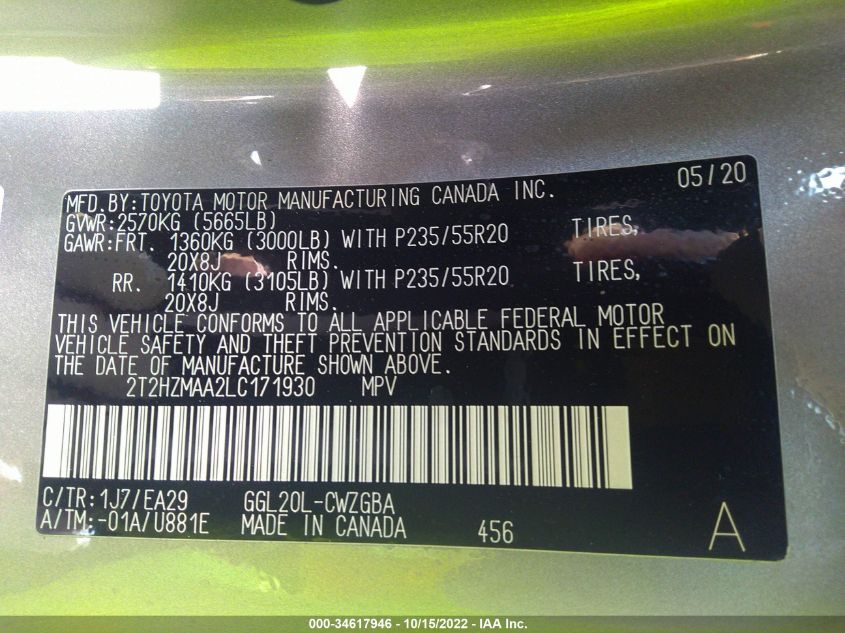 05/20
MFD. BY: TOYOTA MOTOR MANUFACTURING CANADA INC.
GVWR: 2570KG (5665LB)
GAWR: FRT. 1360KG (3000LB) WITH P235/55R20 TIRES,
20X8J RIMS.
RR. 1410KG (3105LB) WITH P235/55R20 TIRES,
20X8J RIMS.
THIS VEHICLE CONFORMS TO ALL APPLICABLE FEDERAL MOTOR
VEHICLE SAFETY AND THEFT PREVENTION STANDARDS IN EFFECT ON
THE DATE OF MANUFACTURE SHOWN ABOVE.
2T2HZMAA2LC171930 MPV
C/TR: 1J7/EA29 GGL20L-CWZGBA
A/TM: -01A/U881E MADE IN CANADA 456 A
000-34617946 - 10/15/2022 - IAA Inc.